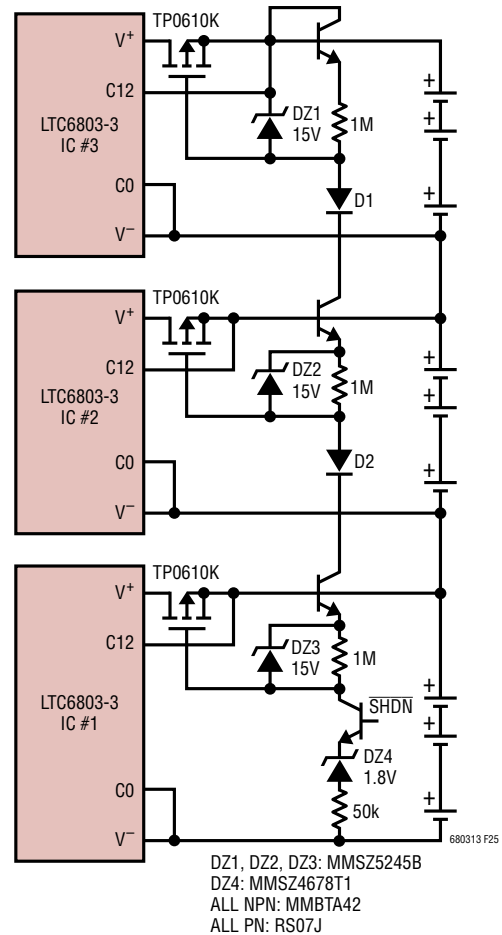 TP0610K
V+
C12
LTC6803-3
IC #3
DZ1
15V
1M
C0
D1
V−
+
+
+
TP0610K
V+
C12
LTC6803-3
IC #2
DZ2
15V
1M
C0
D2
V−
+
+
+
TP0610K
V+
C12
LTC6803-3
IC #1
DZ3
15V
1M
SHDN
DZ4
1.8V
C0
50k
V−
+
+
+
680313 F25
DZ1, DZ2, DZ3: MMSZ5245B
DZ4: MMSZ4678T1
ALL NPN: MMBTA42
ALL PN: RS07J